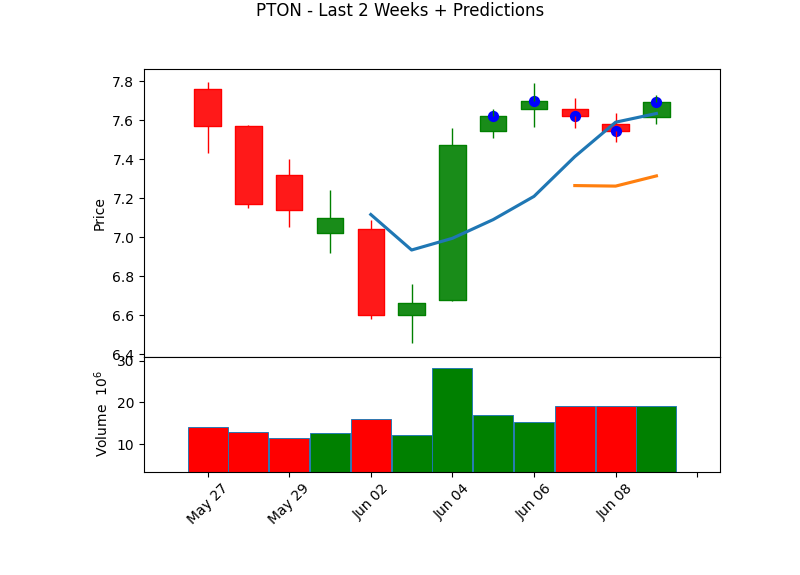 PTON - Last 2 Weeks + Predictions
7.8
7.6
7.4
7.2
7.0
6.8
6.6
6.4
Price
30
20
10
Volume 10⁶
May 27
May 29
Jun 02
Jun 04
Jun 06
Jun 08